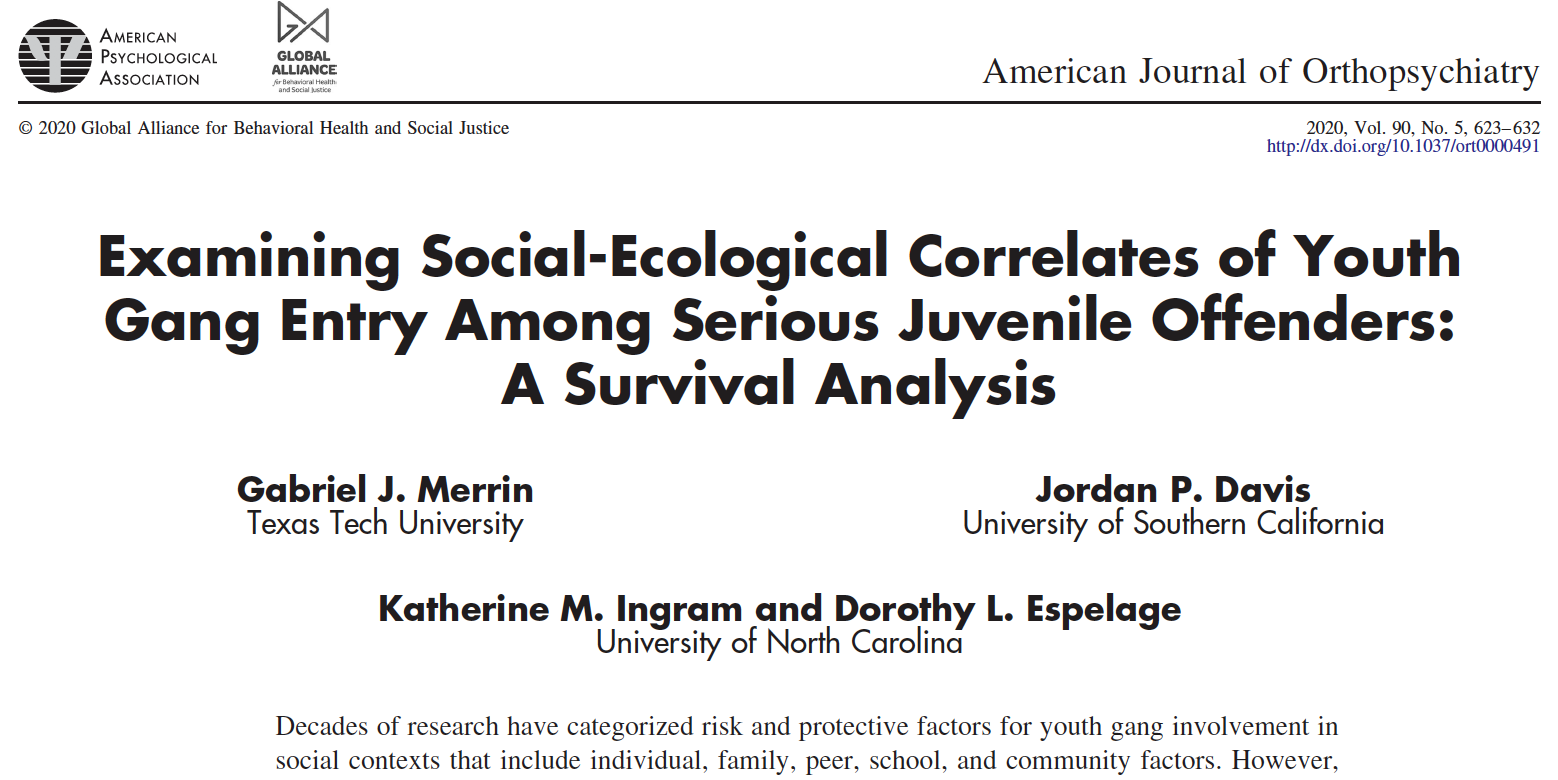 AMERICAN
PSYCHOLOGICAL
ASSOCIATION
GLOBAL
ALLIANCE
for Behavioral Health
and Social Justice
American Journal of Orthopsychiatry
© 2020 Global Alliance for Behavioral Health and Social Justice
2020, Vol. 90, No. 5, 623–632
http://dx.doi.org/10.1037/ort0000491
Examining Social-Ecological Correlates of Youth
Gang Entry Among Serious Juvenile Offenders:
A Survival Analysis
Gabriel J. Merrin
Texas Tech University
Jordan P. Davis
University of Southern California
Katherine M. Ingram and Dorothy L. Espelage
University of North Carolina
Decades of research have categorized risk and protective factors for youth gang involvement in
social contexts that include individual, family, peer, school, and community factors. However,